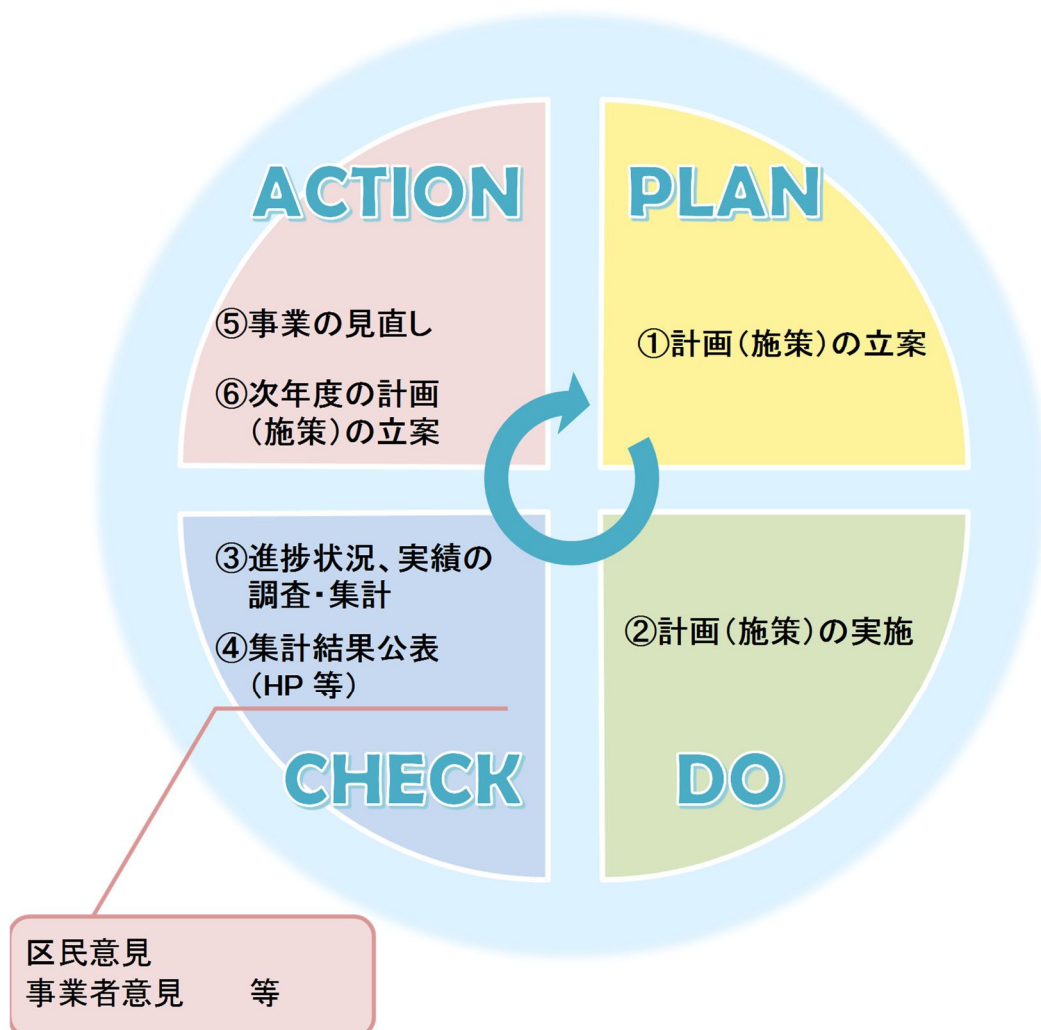 PLAN
①計画(施策)の立案
DO
②計画(施策)の実施
CHECK
③進捗状況、実績の
調査・集計
④集計結果公表
(HP 等)
ACTION
⑤事業の見直し
⑥次年度の計画
(施策)の立案
区民意見
事業者意見　　等